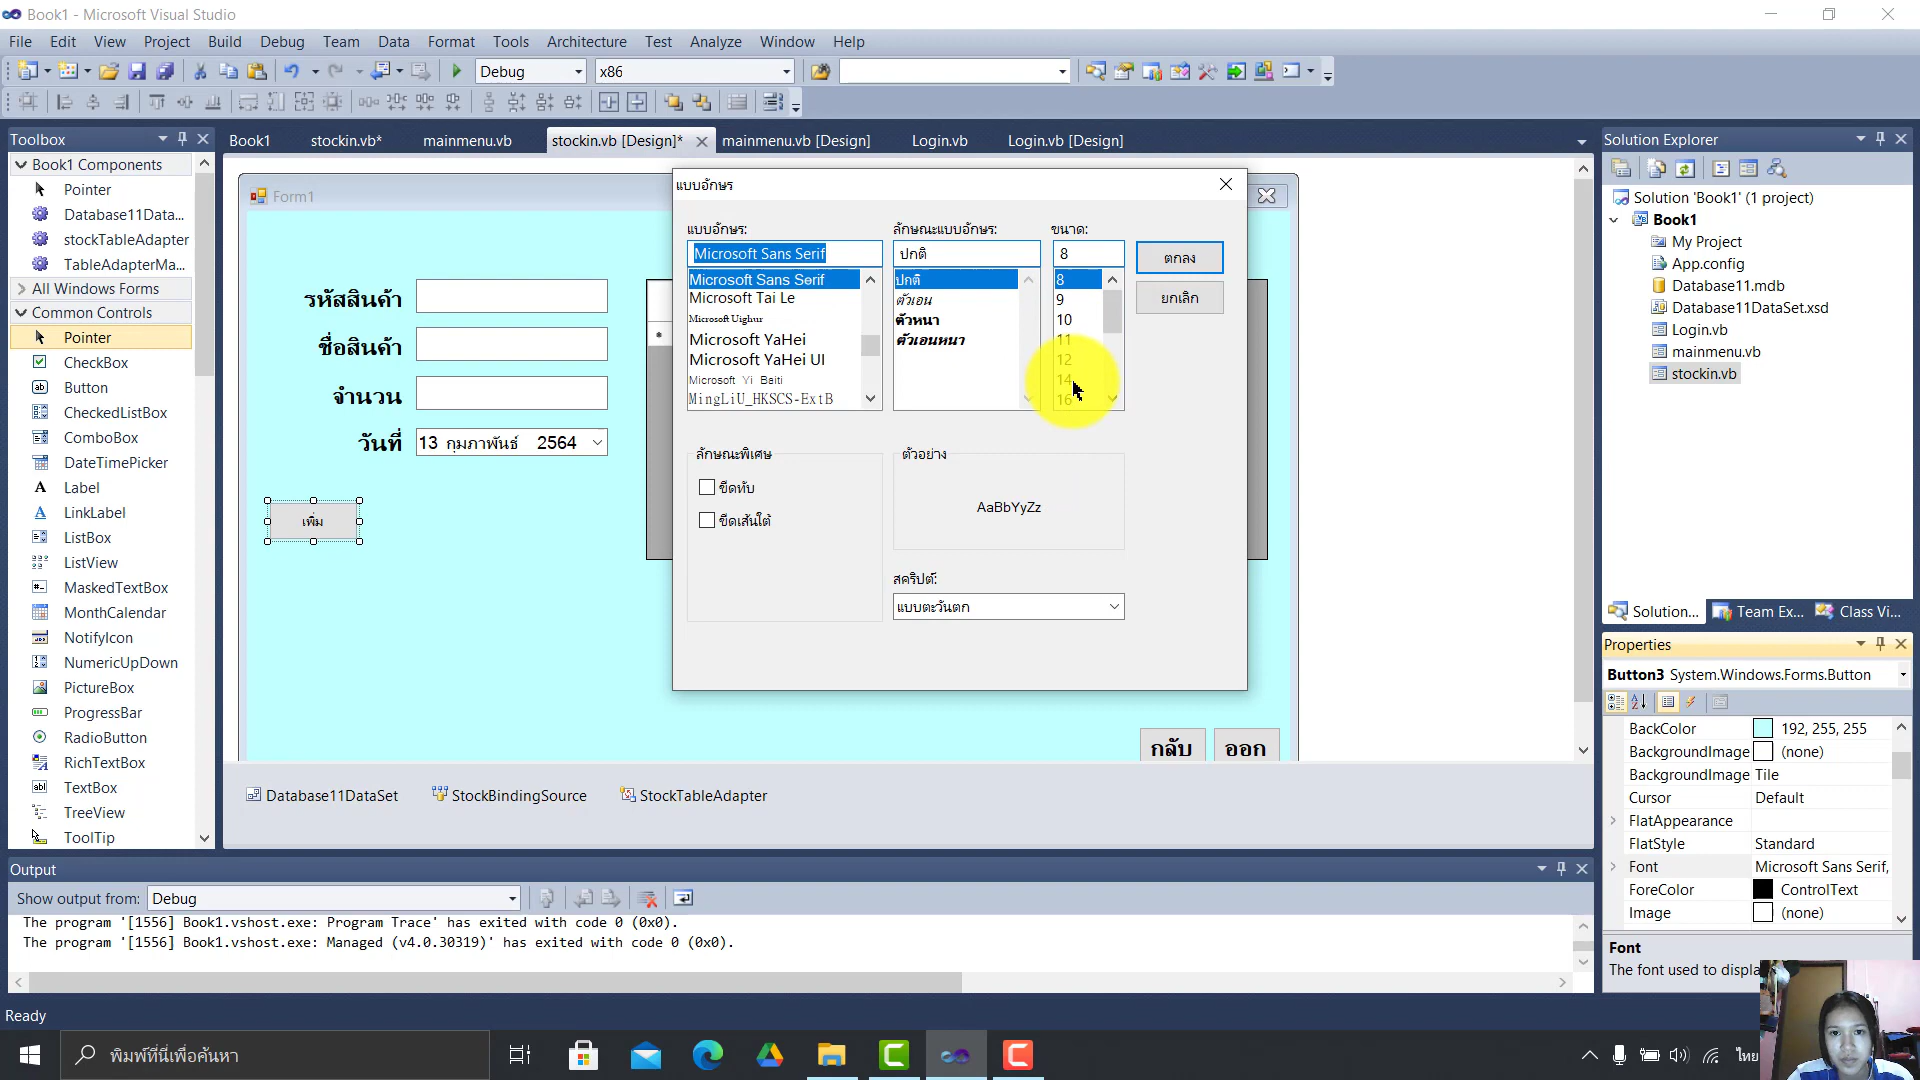 Book1 - Microsoft Visual Studio
File Edit View Project Build Debug Team Data Format Tools Architecture Test Analyze Window Help
Debug x86
Toolbox
Book1 Components
Pointer
Database11Data...
stockTableAdapter
TableAdapterMa...
All Windows Forms
Common Controls
Pointer
CheckBox
Button
CheckedListBox
ComboBox
DateTimePicker
Label
LinkLabel
ListBox
ListView
MaskedTextBox
MonthCalendar
NotifyIcon
NumericUpDown
PictureBox
ProgressBar
RadioButton
RichTextBox
TextBox
TreeView
ToolTip
Book1 stockin.vb* mainmenu.vb stockin.vb [Design]* mainmenu.vb [Design] Login.vb Login.vb [Design]
Form1
รหัสสินค้า
ชื่อสินค้า
จำนวน
วันที่ 13 กุมภาพันธ์ 2564
เพิ่ม
กลับ ออก
แบบอักษร
แบบอักษร: ลักษณะแบบอักษร: ขนาด:
Microsoft Sans Serif ปกติ 8
ตกลง
ยกเลิก
Microsoft Sans Serif
Microsoft Tai Le
Microsoft Uighur
Microsoft YaHei
Microsoft YaHei UI
Microsoft Yi Baiti
MingLiU_HKSCS-ExtB
ปกติ
ตัวเอน
ตัวหนา
ตัวเอนหนา
8
9
10
11
12
14
16
ลักษณะพิเศษ
ขีดทับ
ขีดเส้นใต้
ตัวอย่าง
AaBbYyZz
สคริปต์:
แบบตะวันตก
Database11DataSet StockBindingSource StockTableAdapter
Output
Show output from: Debug
The program '[1556] Book1.vshost.exe: Program Trace' has exited with code 0 (0x0).
The program '[1556] Book1.vshost.exe: Managed (v4.0.30319)' has exited with code 0 (0x0).
Ready
Solution Explorer
Solution 'Book1' (1 project)
Book1
My Project
App.config
Database11.mdb
Database11DataSet.xsd
Login.vb
mainmenu.vb
stockin.vb
Solution... Team Ex... Class Vi...
Properties
Button3 System.Windows.Forms.Button
BackColor 192, 255, 255
BackgroundImage (none)
BackgroundImage Tile
Cursor Default
FlatAppearance
FlatStyle Standard
Font Microsoft Sans Serif,
ForeColor ControlText
Image (none)
Font
The font used to displa
พิมพ์ที่นี่เพื่อค้นหา
ไทย